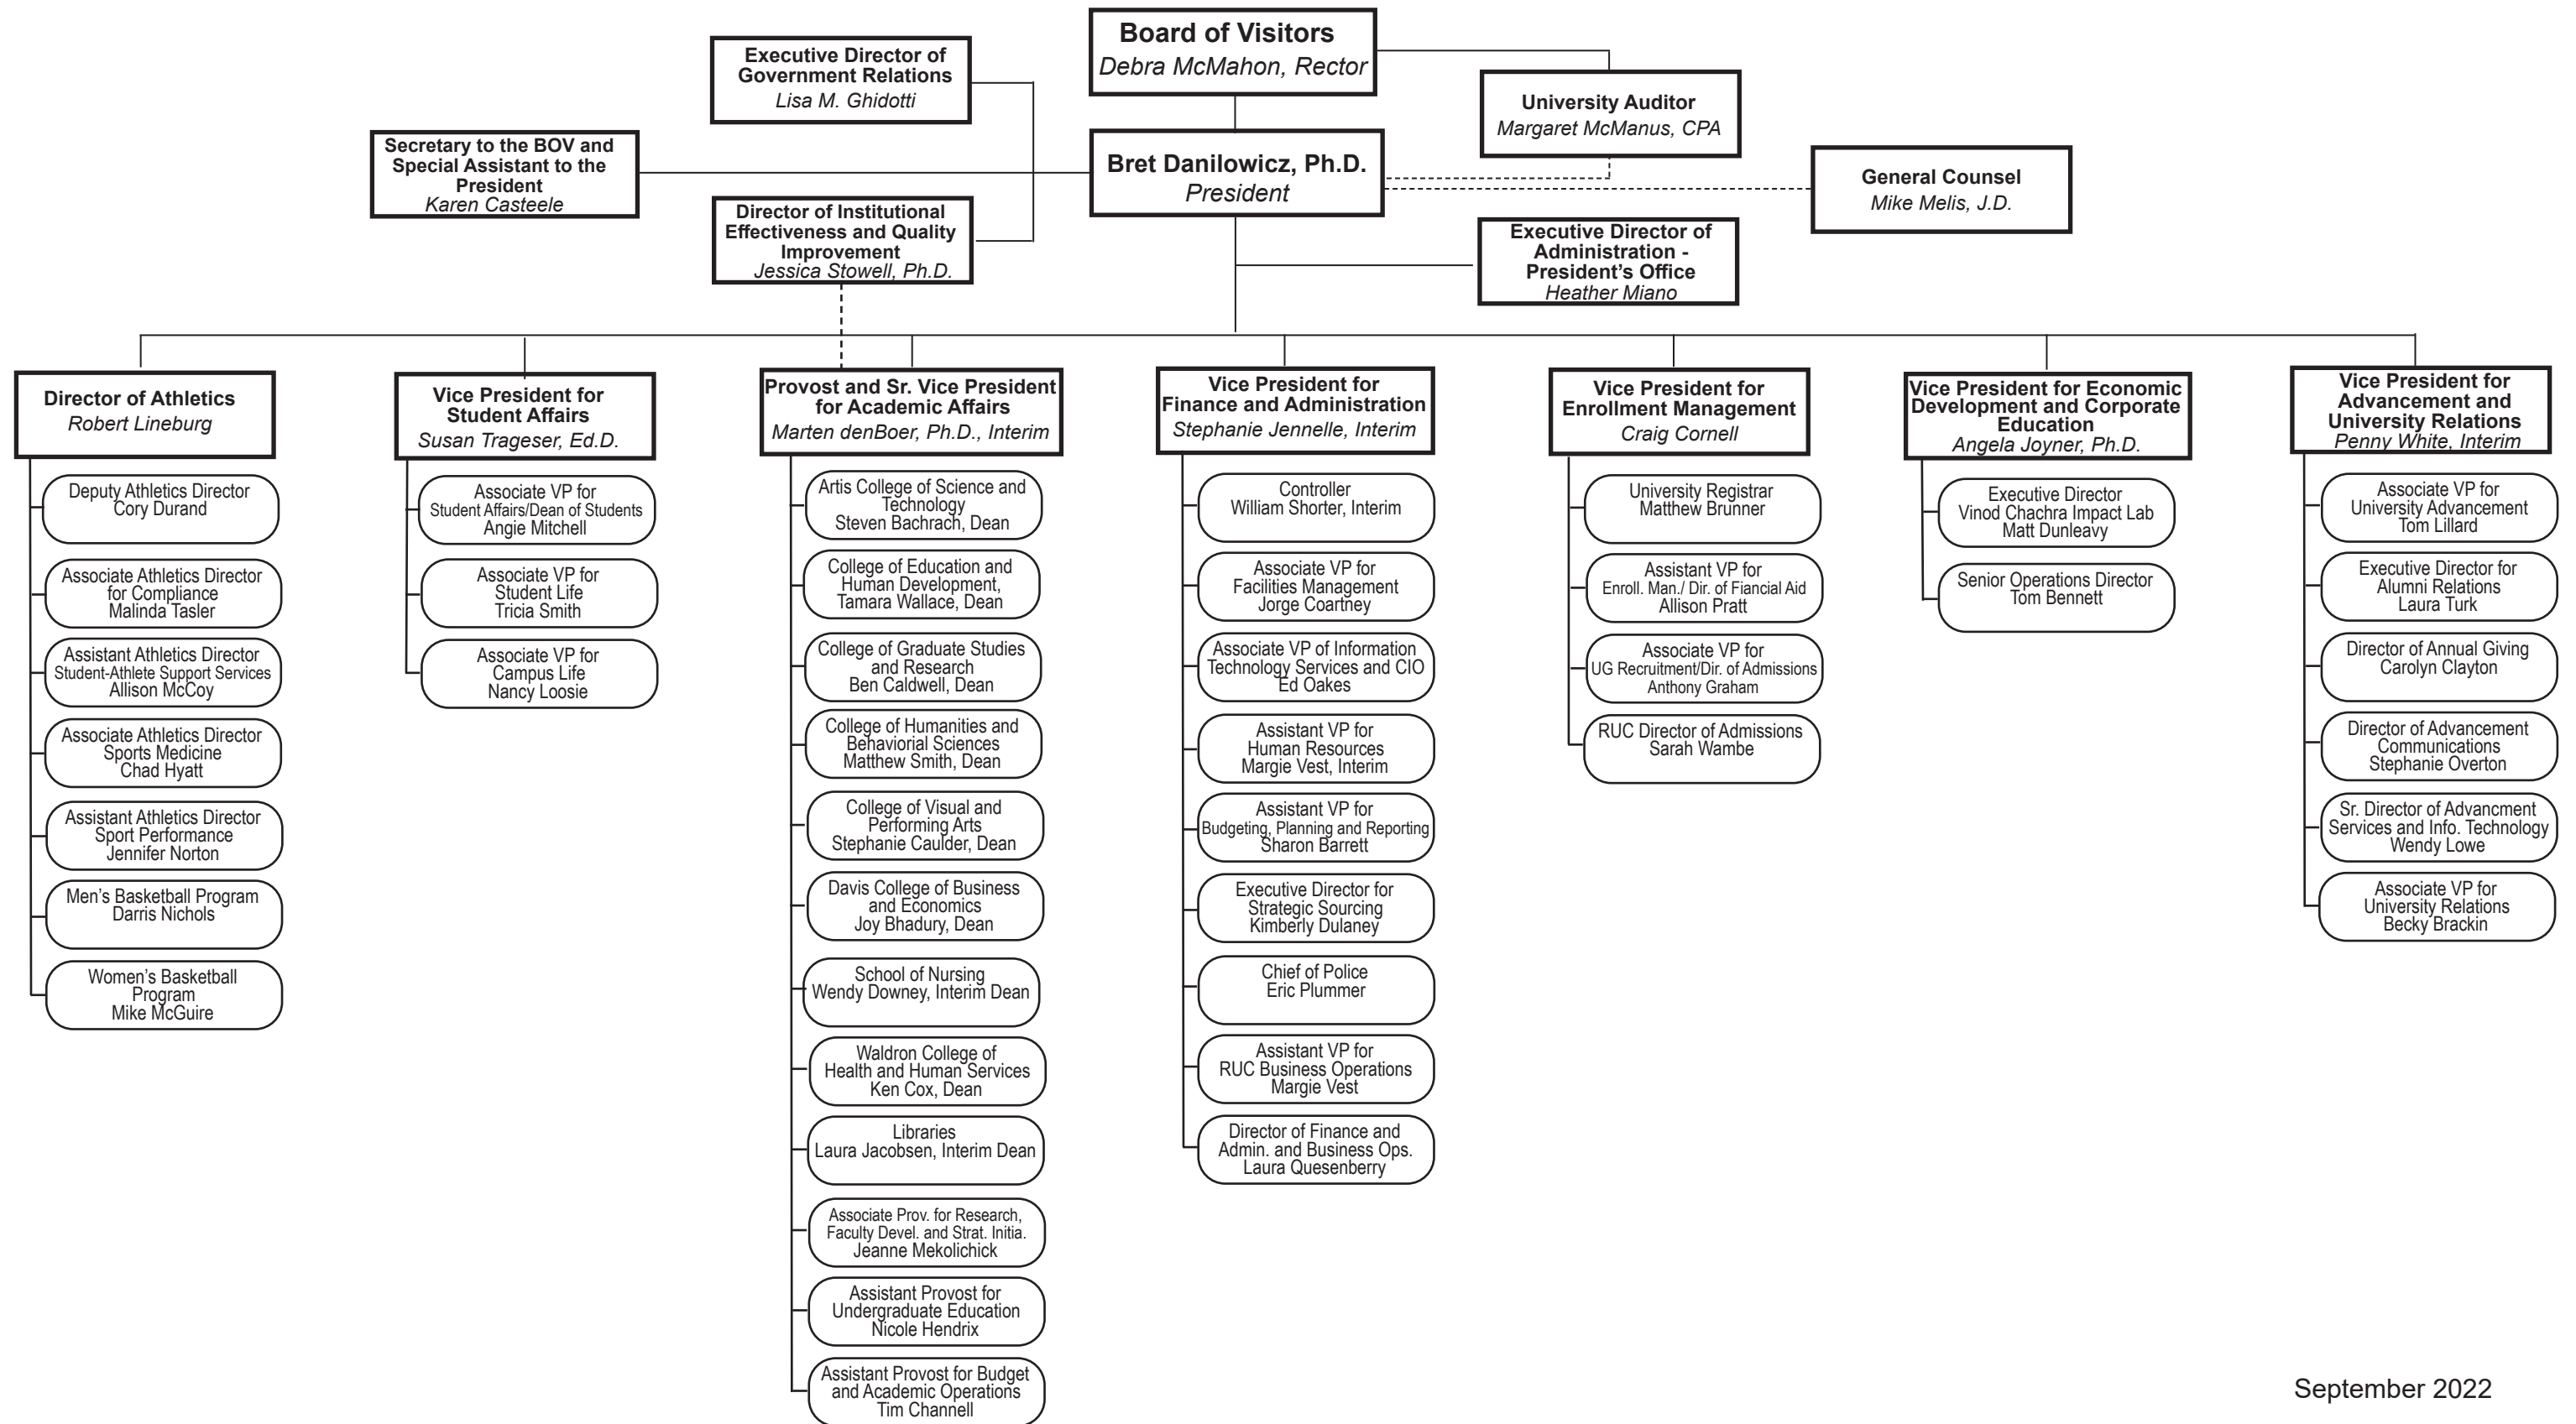 Board of Visitors
Debra McMahon, Rector
Executive Director of
Government Relations
Lisa M. Ghidotti
University Auditor
Margaret McManus, CPA
Secretary to the BOV and
Special Assistant to the
President
Karen Casteele
Bret Danilowicz, Ph.D.
President
General Counsel
Mike Melis, J.D.
Director of Institutional
Effectiveness and Quality
Improvement
Jessica Stowell, Ph.D.
Executive Director of
Administration -
President’s Office
Heather Miano
Director of Athletics
Robert Lineburg
Deputy Athletics Director
Cory Durand
Associate Athletics Director
for Compliance
Malinda Tasler
Assistant Athletics Director
Student-Athlete Support Services
Allison McCoy
Associate Athletics Director
Sports Medicine
Chad Hyatt
Assistant Athletics Director
Sport Performance
Jennifer Norton
Men’s Basketball Program
Darris Nichols
Women’s Basketball
Program
Mike McGuire
Vice President for
Student Affairs
Susan Trageser, Ed.D.
Associate VP for
Student Affairs/Dean of Students
Angie Mitchell
Associate VP for
Student Life
Tricia Smith
Associate VP for
Campus Life
Nancy Loosie
Provost and Sr. Vice President
for Academic Affairs
Marten denBoer, Ph.D., Interim
Artis College of Science and
Technology
Steven Bachrach, Dean
College of Education and
Human Development,
Tamara Wallace, Dean
College of Graduate Studies
and Research
Ben Caldwell, Dean
College of Humanities and
Behaviorial Sciences
Matthew Smith, Dean
College of Visual and
Performing Arts
Stephanie Caulder, Dean
Davis College of Business
and Economics
Joy Bhadury, Dean
School of Nursing
Wendy Downey, Interim Dean
Waldron College of
Health and Human Services
Ken Cox, Dean
Libraries
Laura Jacobsen, Interim Dean
Associate Prov. for Research,
Faculty Devel. and Strat. Initia.
Jeanne Mekolichick
Assistant Provost for
Undergraduate Education
Nicole Hendrix
Assistant Provost for Budget
and Academic Operations
Tim Channell
Vice President for
Finance and Administration
Stephanie Jennelle, Interim
Controller
William Shorter, Interim
Associate VP for
Facilities Management
Jorge Coartney
Associate VP of Information
Technology Services and CIO
Ed Oakes
Assistant VP for
Human Resources
Margie Vest, Interim
Assistant VP for
Budgeting, Planning and Reporting
Sharon Barrett
Executive Director for
Strategic Sourcing
Kimberly Dulaney
Chief of Police
Eric Plummer
Assistant VP for
RUC Business Operations
Margie Vest
Director of Finance and
Admin. and Business Ops.
Laura Quesenberry
Vice President for
Enrollment Management
Craig Cornell
University Registrar
Matthew Brunner
Assistant VP for
Enroll. Man./ Dir. of Fiancial Aid
Allison Pratt
Associate VP for
UG Recruitment/Dir. of Admissions
Anthony Graham
RUC Director of Admissions
Sarah Wambe
Vice President for Economic
Development and Corporate
Education
Angela Joyner, Ph.D.
Executive Director
Vinod Chachra Impact Lab
Matt Dunleavy
Senior Operations Director
Tom Bennett
Vice President for
Advancement and
University Relations
Penny White, Interim
Associate VP for
University Advancement
Tom Lillard
Executive Director for
Alumni Relations
Laura Turk
Director of Annual Giving
Carolyn Clayton
Director of Advancement
Communications
Stephanie Overton
Sr. Director of Advancment
Services and Info. Technology
Wendy Lowe
Associate VP for
University Relations
Becky Brackin
September 2022